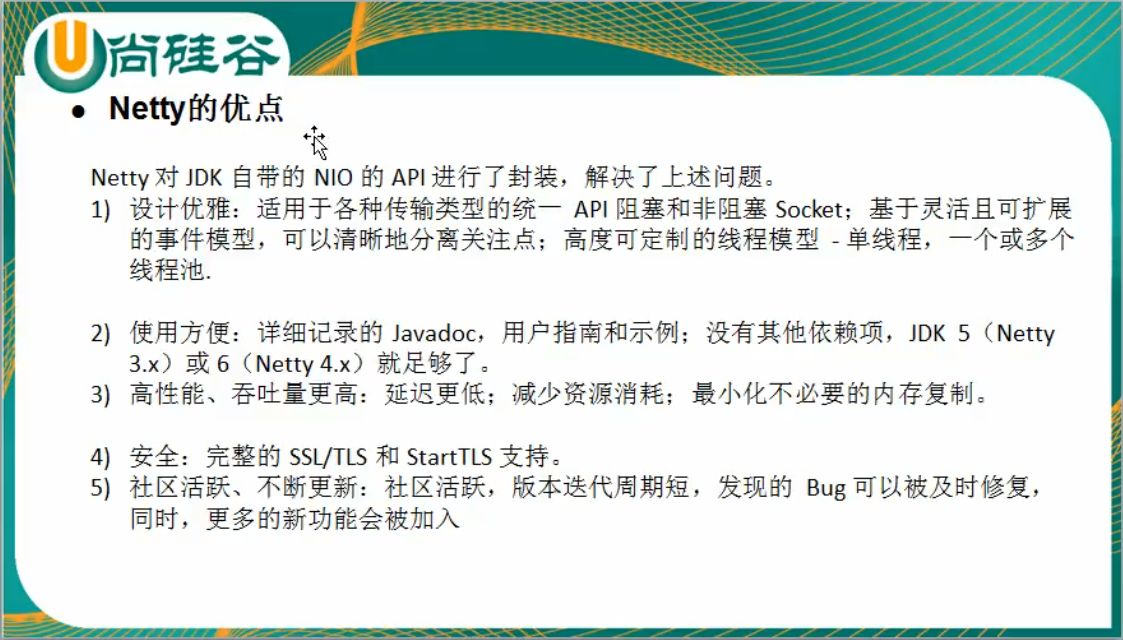 尚硅谷
● Netty的优点
Netty 对 JDK 自带的 NIO 的 API 进行了封装，解决了上述问题。
1) 设计优雅：适用于各种传输类型的统一 API 阻塞和非阻塞 Socket；基于灵活且可扩展
的事件模型，可以清晰地分离关注点；高度可定制的线程模型 - 单线程，一个或多个
线程池.
2) 使用方便：详细记录的 Javadoc，用户指南和示例；没有其他依赖项，JDK 5（Netty
3.x）或 6（Netty 4.x）就足够了。
3) 高性能、吞吐量更高：延迟更低；减少资源消耗；最小化不必要的内存复制。
4) 安全：完整的 SSL/TLS 和 StartTLS 支持。
5) 社区活跃、不断更新：社区活跃，版本迭代周期短，发现的 Bug 可以被及时修复，
同时，更多的新功能会被加入